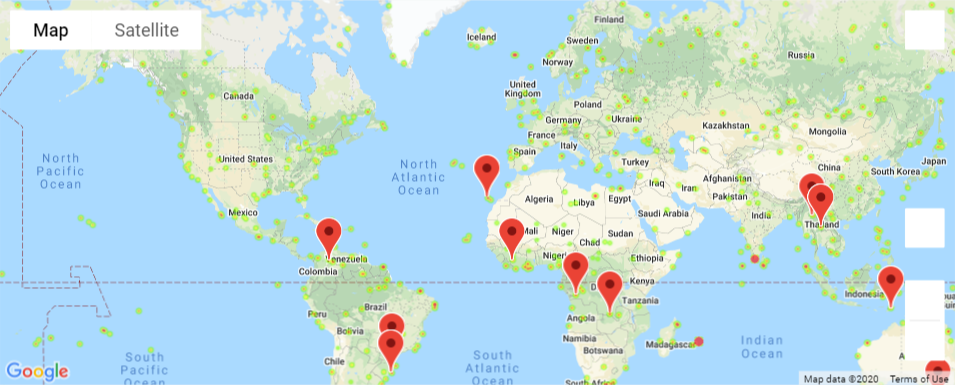 Map
Satellite
Iceland
Finland
Sweden
Norway
Russia
Canada
United
Kingdom
Poland
Germany
Ukraine
France
Kazakhstan
Mongolia
Spain
Italy
United States
Turkey
China
Japan
South Korea
North
Pacific
Ocean
North
Atlantic
Ocean
Afghanistan
Iraq
Iran
Pakistan
Algeria
Libya
Egypt
Saudi Arabia
India
Mexico
Mali
Niger
Sudan
Chad
Thailand
Venezuela
Colombia
Ethiopia
Kenya
Indonesia
Tanzania
Brazil
Peru
Angola
Bolivia
Namibia
Botswana
Madagascar
Indian
Ocean
Chile
South
Pacific
Ocean
South
Atlantic
Ocean
South Africa
Google
Map data ©2020
Terms of Use